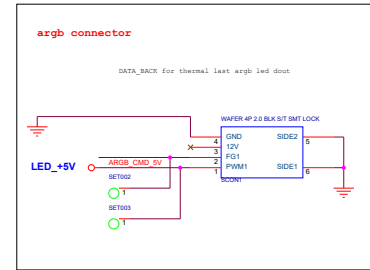 argb connector
DATA_BACK for thermal last argb led dout
WAFER 4P 2.0 BLK S/T SMT LOCK
GND SIDE2
4 5
12V
3
ARGB_CMD_5V FG1
2
LED_+5V PWM1 SIDE1
1 6
SCON1
SET002
1
SET003
1